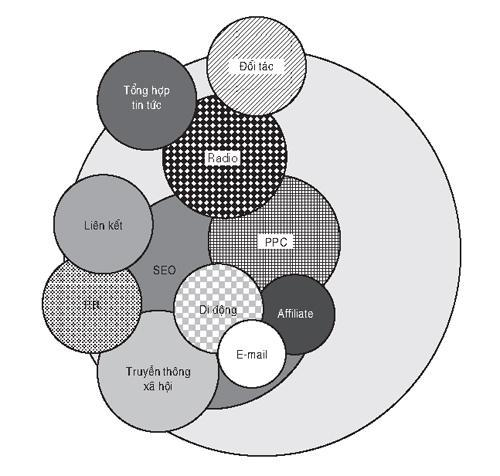 Đối tác
Tổng hợp
tin tức
Radio
Liên kết
PPC
SEO
PR
Di động
Affiliate
E-mail
Truyền thông
xã hội